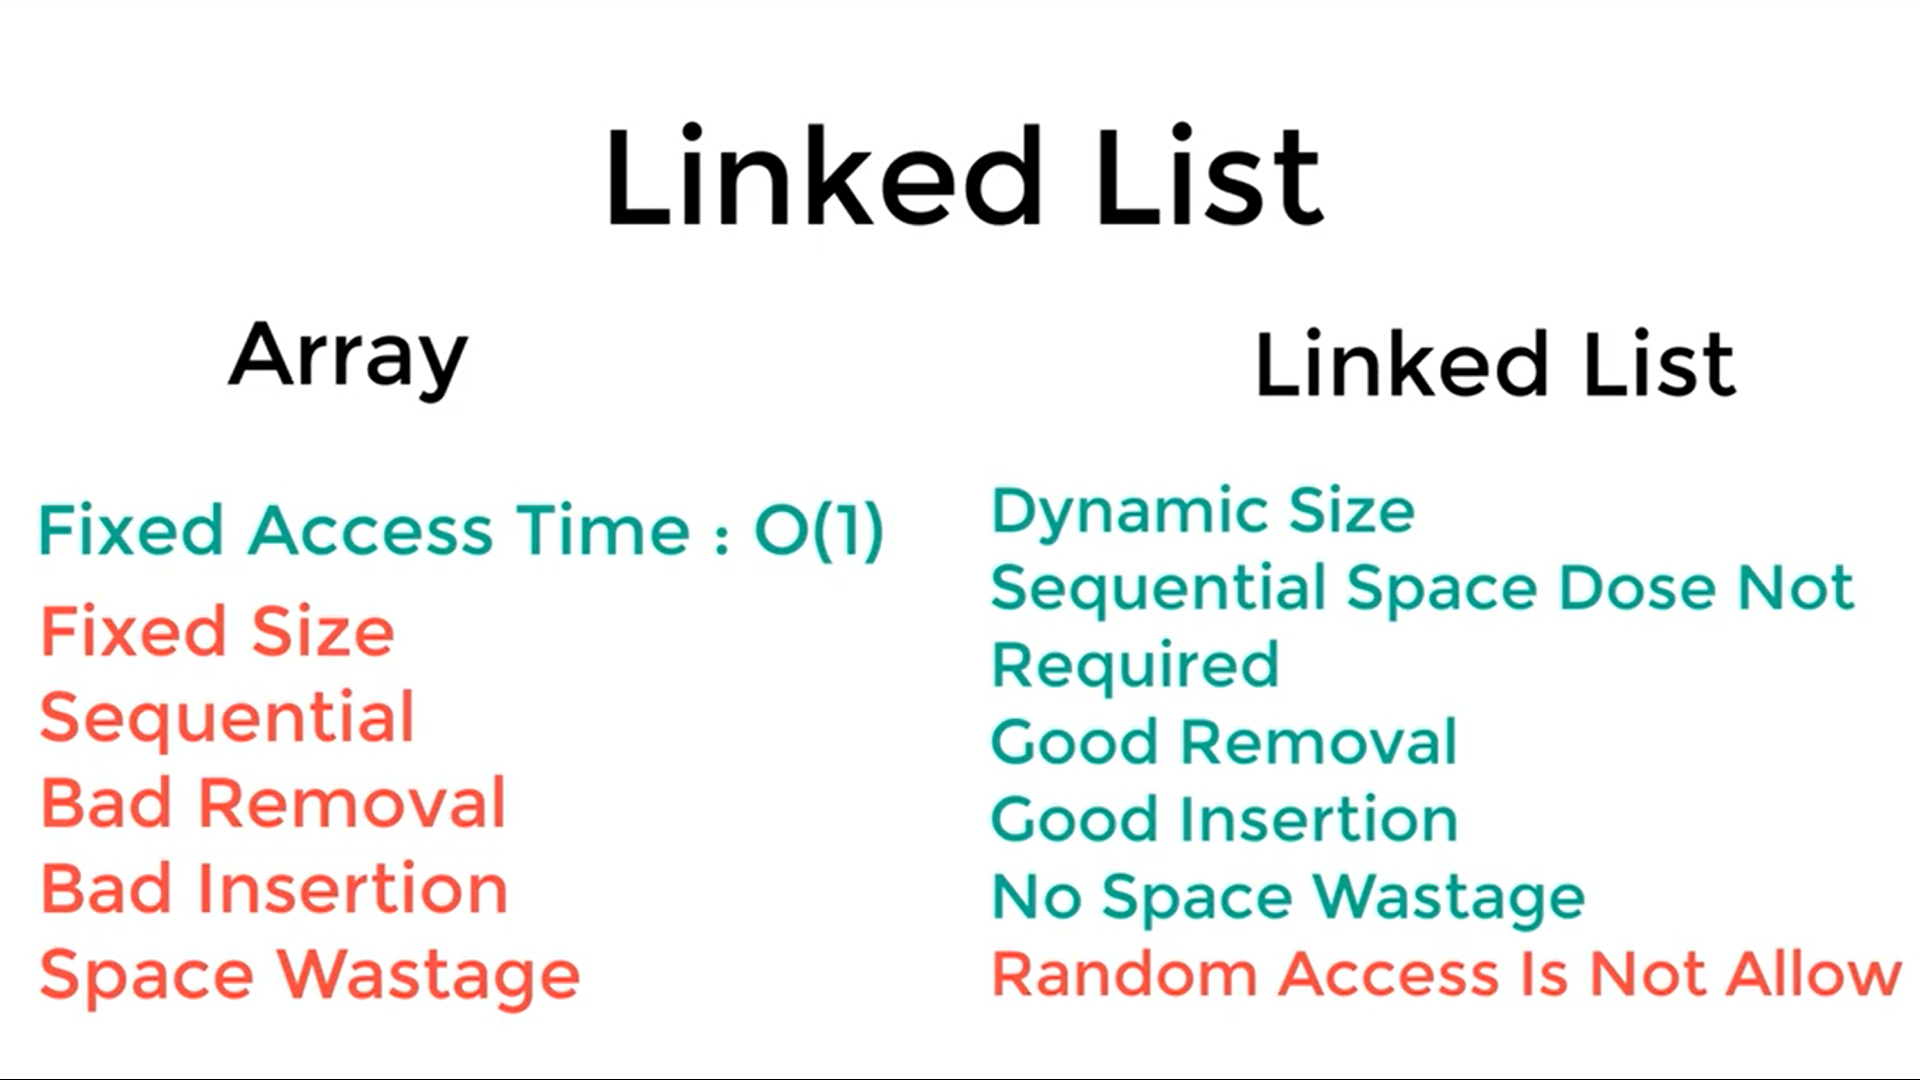 Linked List
Array
Fixed Access Time : O(1)
Fixed Size
Sequential
Bad Removal
Bad Insertion
Space Wastage
Linked List
Dynamic Size
Sequential Space Dose Not
Required
Good Removal
Good Insertion
No Space Wastage
Random Access Is Not Allow